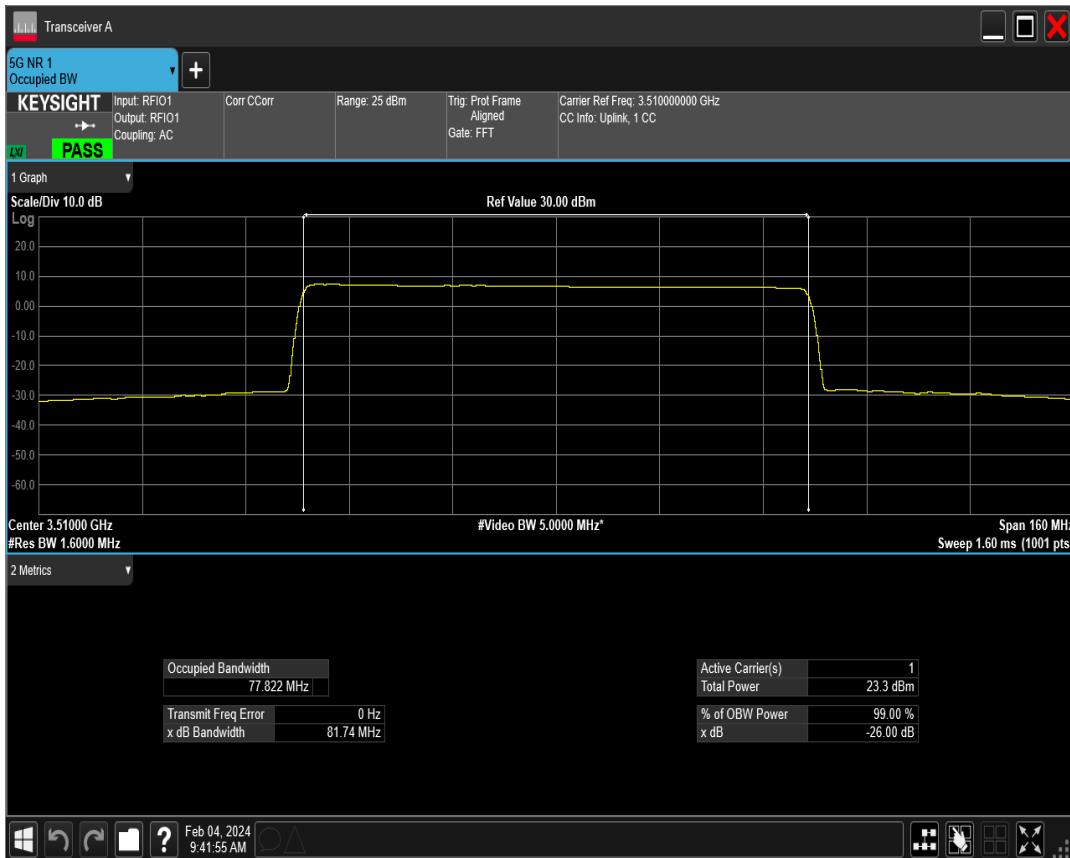 Transceiver A
5G NR 1
Occupied BW
+
KEYSIGHT
LXI
PASS
Input: RFIO1
Output: RFIO1
Coupling: AC
Corr CCorr
Range: 25 dBm
Trig: Prot Frame
Aligned
Gate: FFT
Carrier Ref Freq: 3.510000000 GHz
CC Info: Uplink, 1 CC
1 Graph
Scale/Div 10.0 dB
Ref Value 30.00 dBm
Log
20.0
10.0
0.00
-10.0
-20.0
-30.0
-40.0
-50.0
-60.0
Center 3.51000 GHz
#Video BW 5.0000 MHz*
Span 160 MHz
#Res BW 1.6000 MHz
Sweep 1.60 ms (1001 pts
2 Metrics
Occupied Bandwidth
77.822 MHz
Transmit Freq Error 0 Hz
x dB Bandwidth 81.74 MHz
Active Carrier(s) 1
Total Power 23.3 dBm
% of OBW Power 99.00 %
x dB -26.00 dB
?
Feb 04, 2024
9:41:55 AM